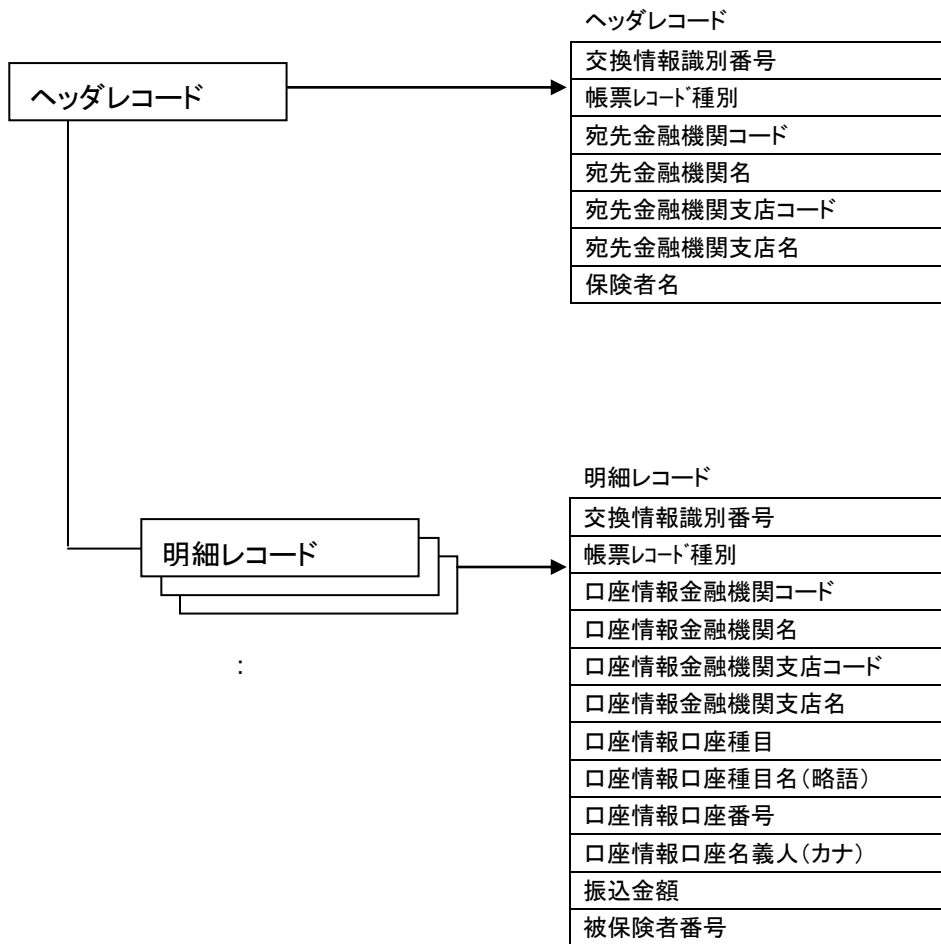 ヘッダレコード
ヘッダレコード
交換情報識別番号
帳票ﾚｺｰﾄﾞ種別
宛先金融機関コード
宛先金融機関名
宛先金融機関支店コード
宛先金融機関支店名
保険者名
明細レコード
明細レコード
:
交換情報識別番号
帳票ﾚｺｰﾄﾞ種別
口座情報金融機関コード
口座情報金融機関名
口座情報金融機関支店コード
口座情報金融機関支店名
口座情報口座種目
口座情報口座種目名(略語)
口座情報口座番号
口座情報口座名義人(カナ)
振込金額
被保険者番号